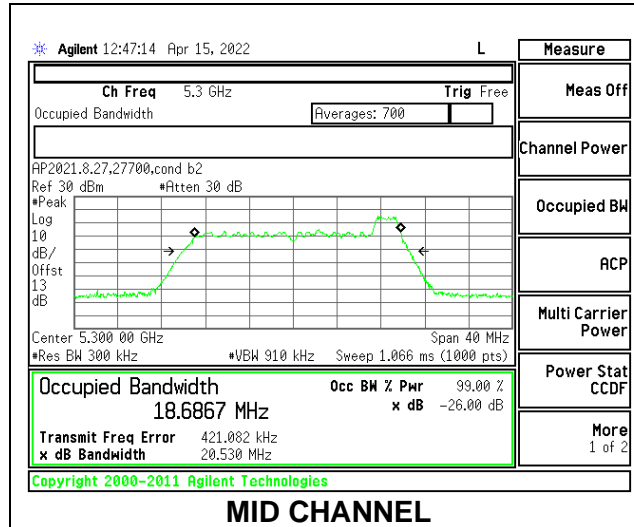 Agilent 12:47:14 Apr 15, 2022 L
Measure
Ch Freq 5.3 GHz Trig Free
Meas Off
Occupied Bandwidth Averages: 700
Channel Power
AP2021.8.27,27700,cond b2
Ref 30 dBm #Atten 30 dB
#Peak
Log
10
dB/
Offst
13
dB
Occupied BW
ACP
Center 5.300 00 GHz Span 40 MHz
#Res BW 300 kHz #VBW 910 kHz Sweep 1.066 ms (1000 pts)
Multi Carrier
Power
Occupied Bandwidth Occ BW % Pwr 99.00 %
18.6867 MHz x dB -26.00 dB
Power Stat
CCDF
Transmit Freq Error 421.082 kHz
x dB Bandwidth 20.530 MHz
More
1 of 2
Copyright 2000-2011 Agilent Technologies
MID CHANNEL